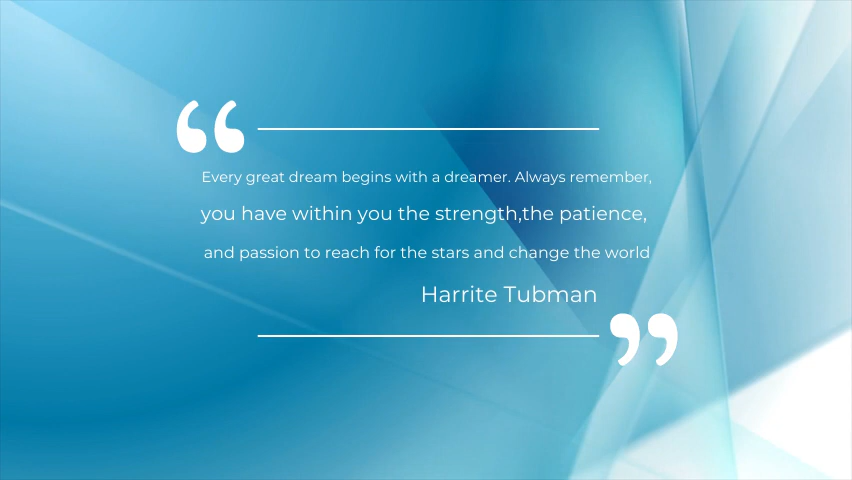 “
Every great dream begins with a dreamer. Always remember,
you have within you the strength,the patience,
and passion to reach for the stars and change the world
Harrite Tubman
”